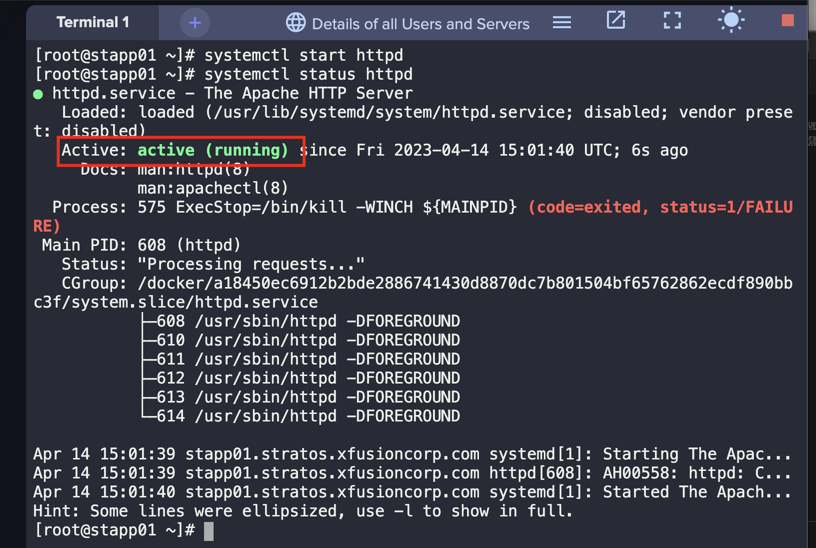 Terminal 1
+
Details of all Users and Servers
[root@stapp01 ~]# systemctl start httpd
[root@stapp01 ~]# systemctl status httpd
● httpd.service - The Apache HTTP Server
Loaded: loaded (/usr/lib/systemd/system/httpd.service; disabled; vendor prese
t: disabled)
Active: active (running) since Fri 2023-04-14 15:01:40 UTC; 6s ago
Docs: man:httpd(8)
man:apachectl(8)
Process: 575 ExecStop=/bin/kill -WINCH ${MAINPID} (code=exited, status=1/FAILU
RE)
Main PID: 608 (httpd)
Status: "Processing requests..."
CGroup: /docker/a18450ec6912b2bde2886741430d8870dc7b801504bf65762862ecdf890bb
c3f/system.slice/httpd.service
├─608 /usr/sbin/httpd -DFOREGROUND
├─610 /usr/sbin/httpd -DFOREGROUND
├─611 /usr/sbin/httpd -DFOREGROUND
├─612 /usr/sbin/httpd -DFOREGROUND
├─613 /usr/sbin/httpd -DFOREGROUND
└─614 /usr/sbin/httpd -DFOREGROUND
Apr 14 15:01:39 stapp01.stratos.xfusioncorp.com systemd[1]: Starting The Apac...
Apr 14 15:01:39 stapp01.stratos.xfusioncorp.com httpd[608]: AH00558: httpd: C...
Apr 14 15:01:40 stapp01.stratos.xfusioncorp.com systemd[1]: Started The Apach...
Hint: Some lines were ellipsized, use -l to show in full.
[root@stapp01 ~]#